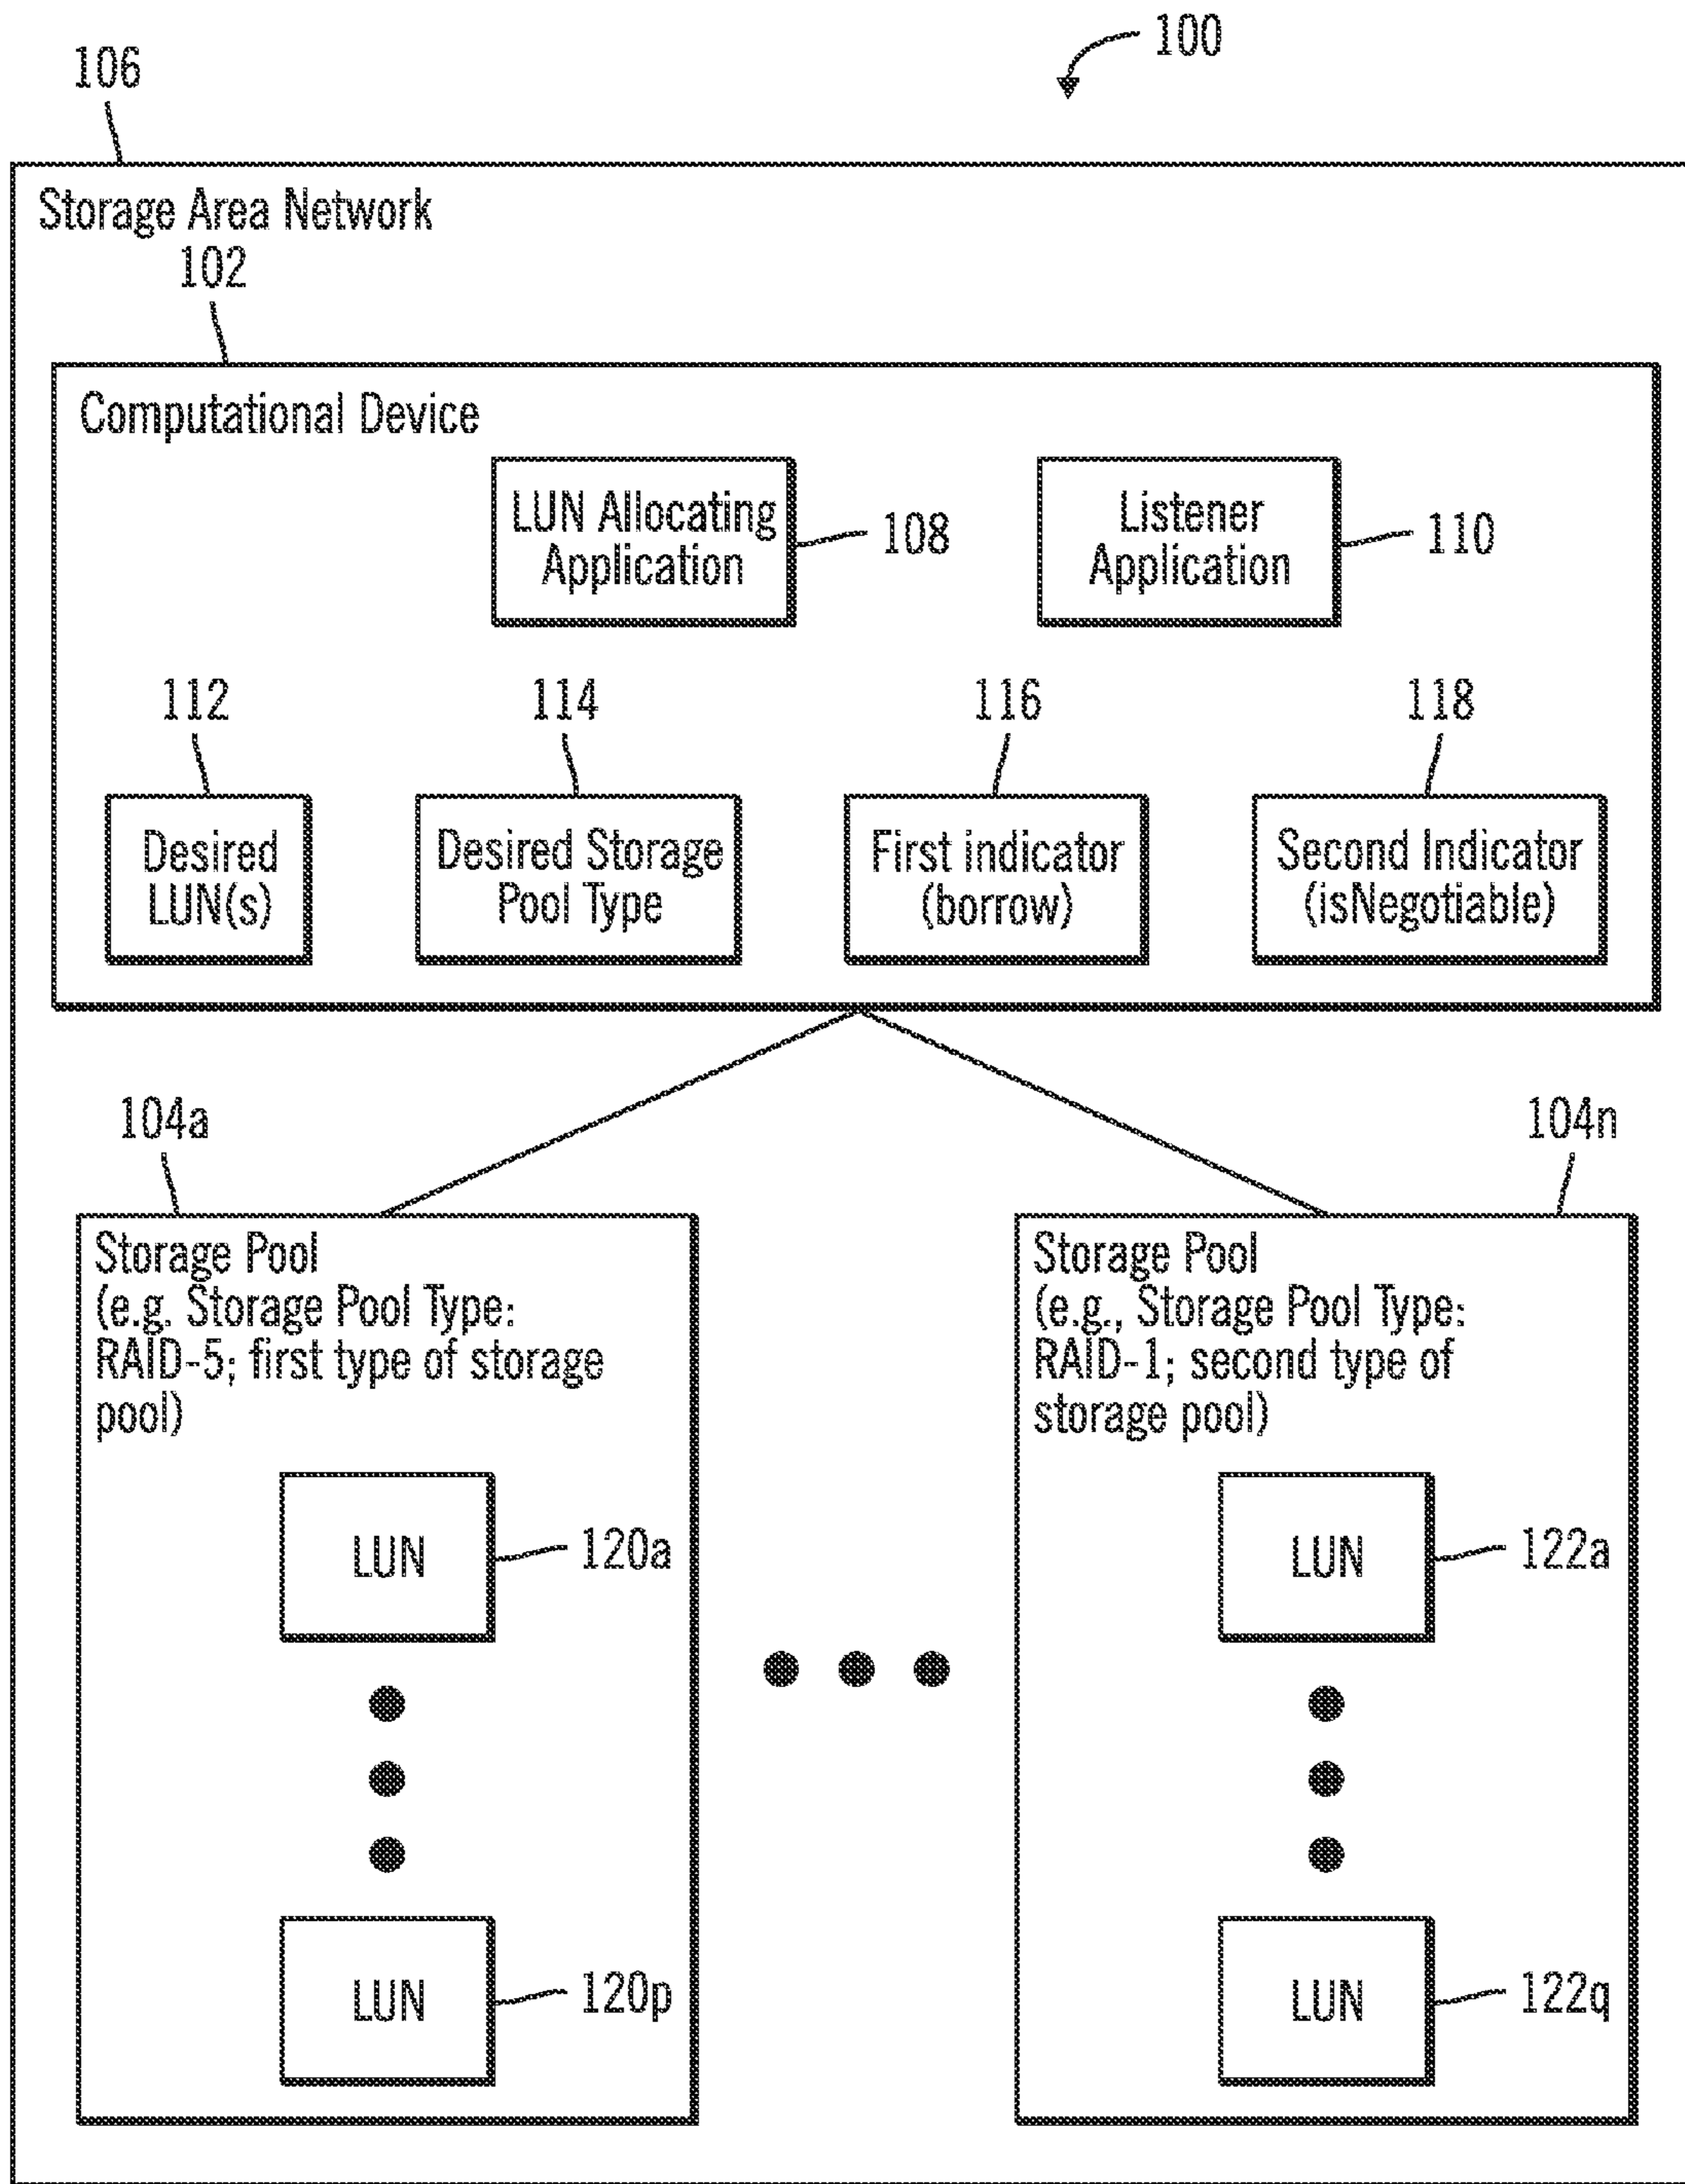 100
106
Storage Area Network
102
Computational Device
LUN Allocating
Application
108
Listener
Application
110
112
114
116
118
Desired
LUN(s)
Desired Storage
Pool Type
First indicator
(borrow)
Second Indicator
(isNegotiable)
104a
104n
Storage Pool
(e.g. Storage Pool Type:
RAID-5; first type of storage
pool)
Storage Pool
(e.g., Storage Pool Type:
RAID-1; second type of
storage pool)
LUN
120a
LUN
122a
LUN
120p
LUN
122q